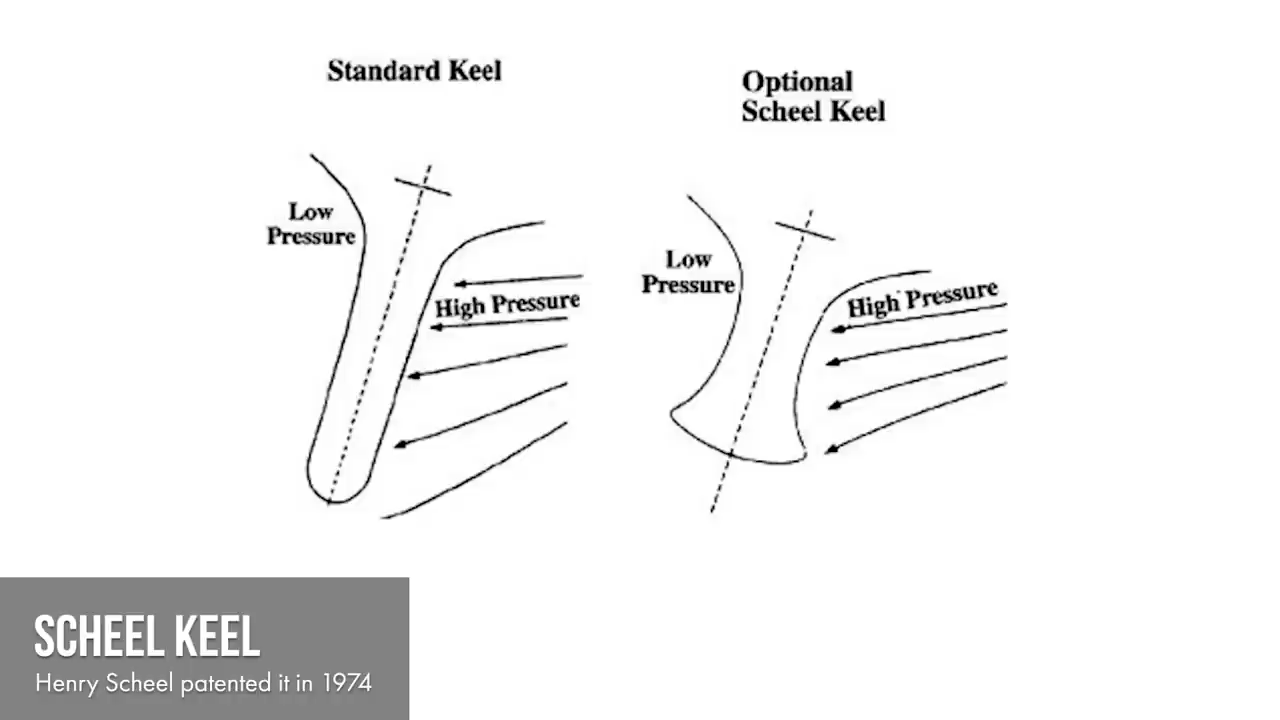 Standard Keel
Optional
Scheel Keel
Low
Pressure
High Pressure
Low
Pressure
High Pressure
SCHEEL KEEL
Henry Scheel patented it in 1974